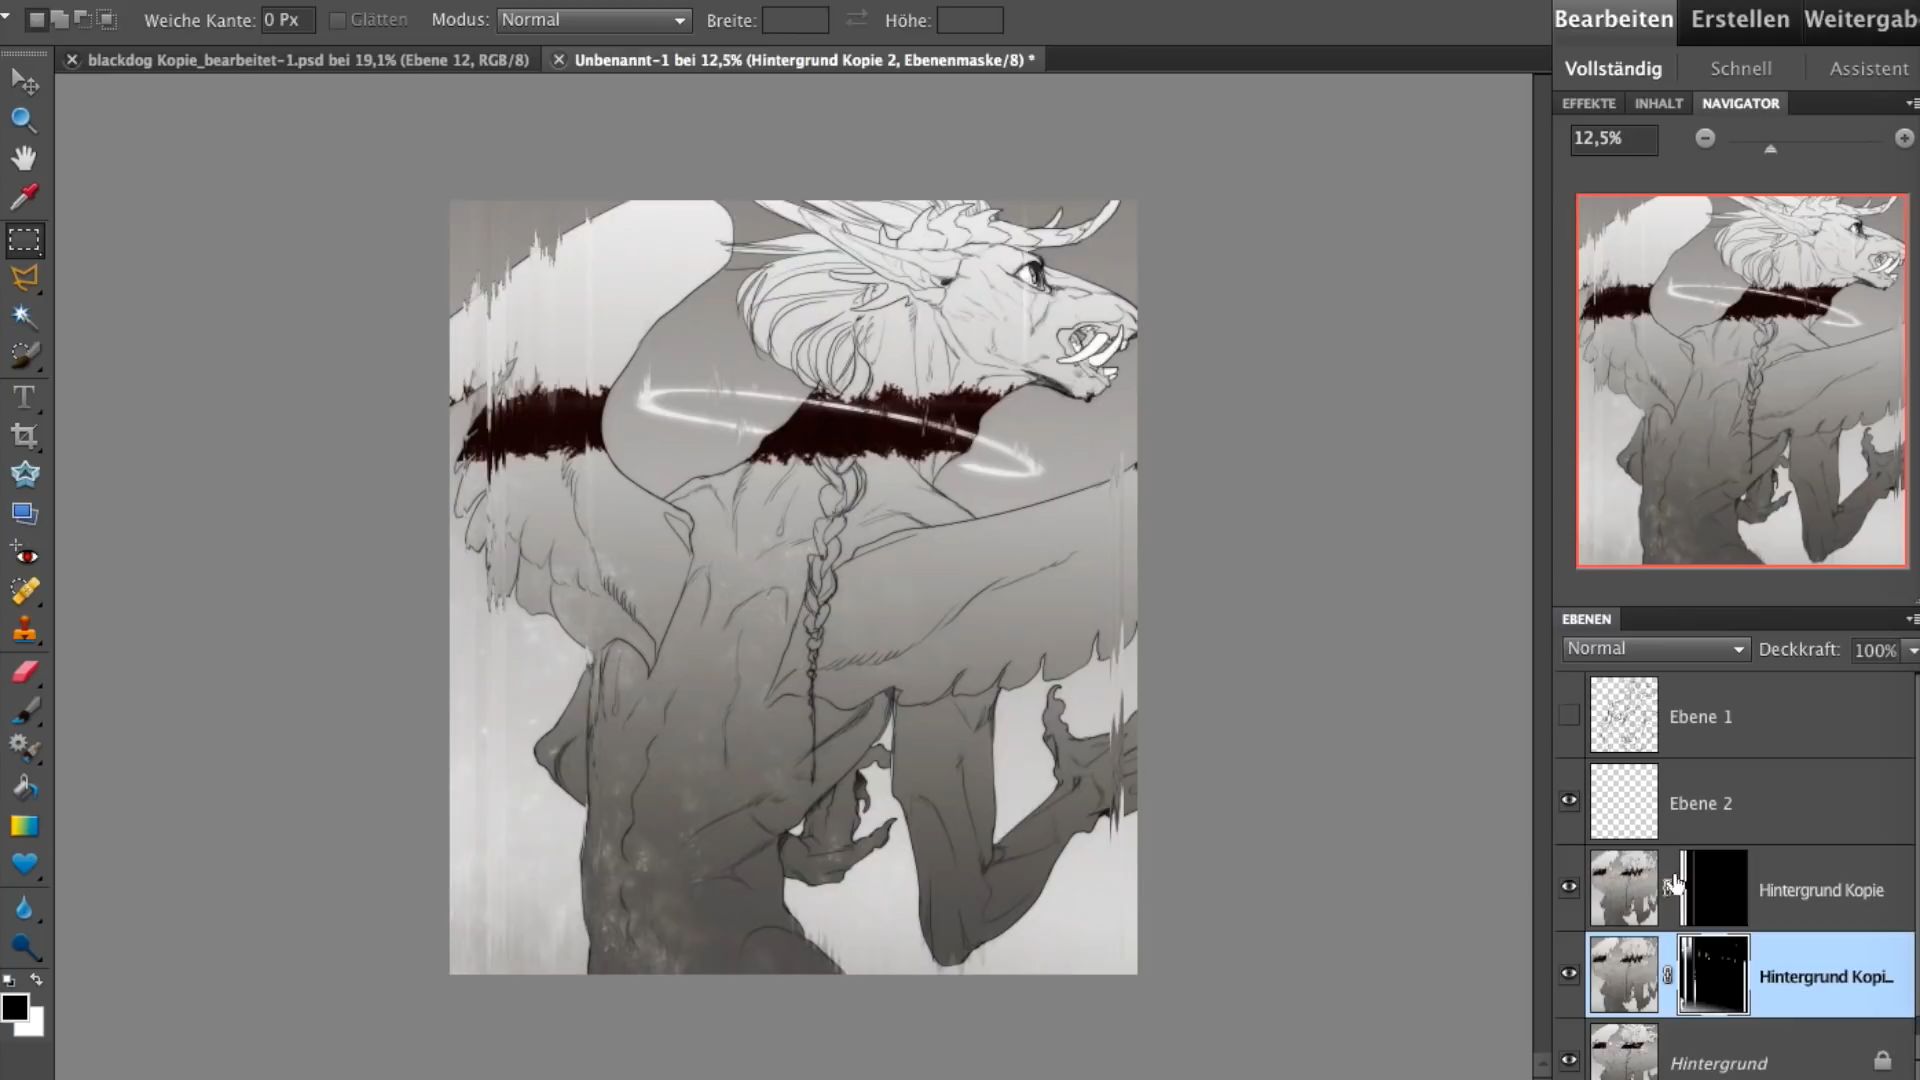 Weiche Kante: 0 Px Glätten Modus: Normal Breite: Höhe:
Bearbeiten Erstellen Weitergab
blackdog Kopie_bearbeitet-1.psd bei 19,1% (Ebene 12, RGB/8)
Unbenannt-1 bei 12,5% (Hintergrund Kopie 2, Ebenenmaske/8) *
Vollständig Schnell Assistent
EFFEKTE INHALT NAVIGATOR
12,5%
T
EBENEN
Normal Deckkraft: 100%
Ebene 1
Ebene 2
Hintergrund Kopie
Hintergrund Kopi...
Hintergrund